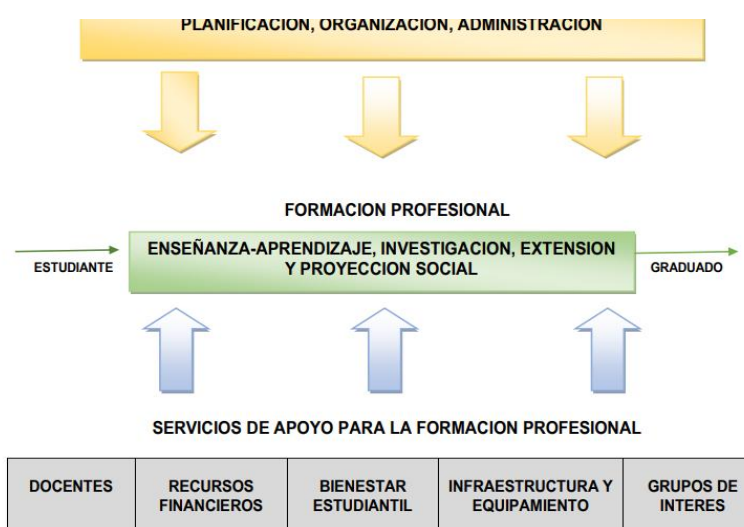 PLANIFICACION, ORGANIZACIÓN, ADMINISTRACION
FORMACION PROFESIONAL
ENSEÑANZA-APRENDIZAJE, INVESTIGACION, EXTENSION
Y PROYECCION SOCIAL
ESTUDIANTE
GRADUADO
SERVICIOS DE APOYO PARA LA FORMACION PROFESIONAL
DOCENTES
RECURSOS
FINANCIEROS
BIENESTAR
ESTUDIANTIL
INFRAESTRUCTURA Y
EQUIPAMIENTO
GRUPOS DE
INTERES